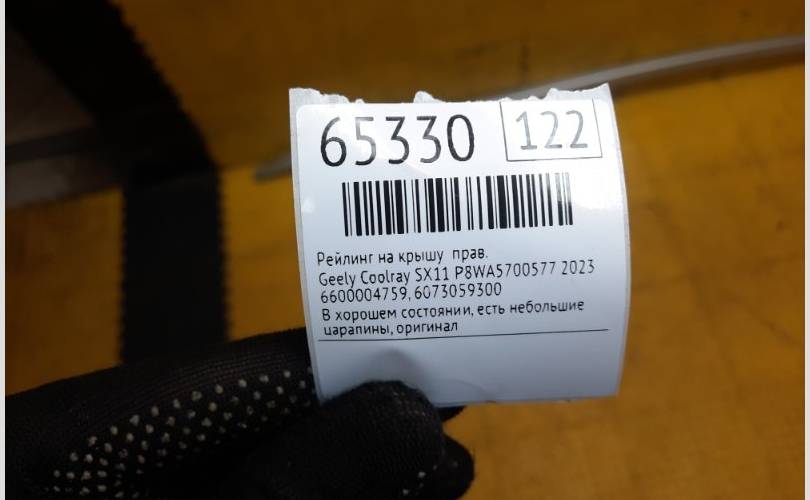 65330 122
Рейлинг на крышу прав.
Geely Coolray SX11 P8WA5700577 2023
6600004759, 6073059300
В хорошем состоянии, есть небольшие
царапины, оригинал